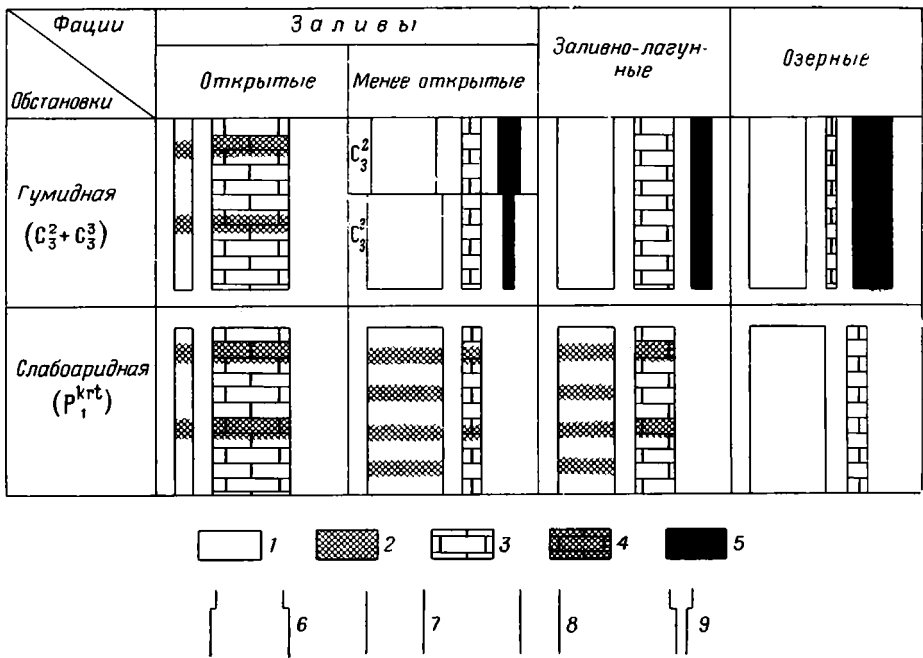 Фации
Заливы
Заливно-лагун-
ные
Озерные
Обстановки
Открытые
Менее открытые
Гумидная
(C₃² + C₃³)
C₃²
C₃²
Слабоаридная
(P₁ᵏʳᵗ)
1
2
3
4
5
6
7
8
9